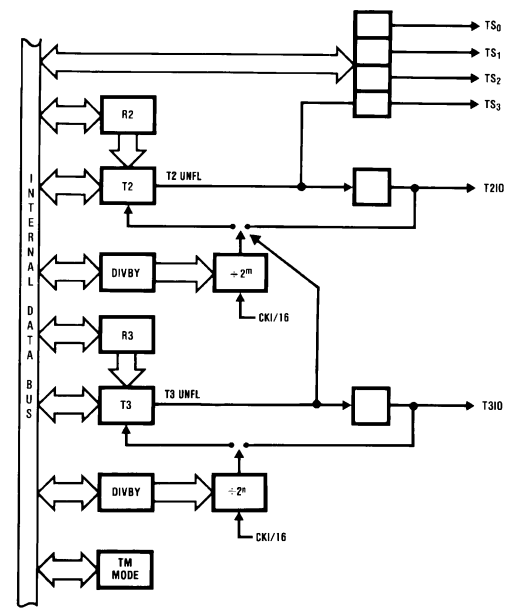 TS0
TS1
TS2
TS3
R2
T2
T2 UNFL
T2IO
DIVBY
÷2m
CKI/16
R3
T3
T3 UNFL
T3IO
DIVBY
÷2n
CKI/16
TM
MODE
INTERNAL DATA BUS